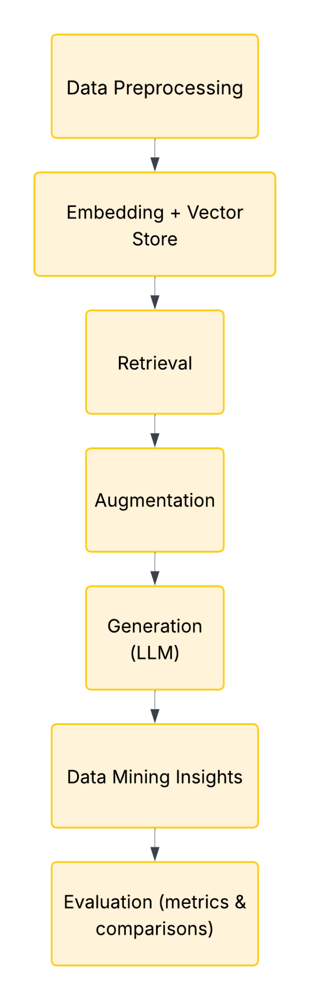 Data Preprocessing
Embedding + Vector
Store
Retrieval
Augmentation
Generation
(LLM)
Data Mining Insights
Evaluation (metrics &
comparisons)